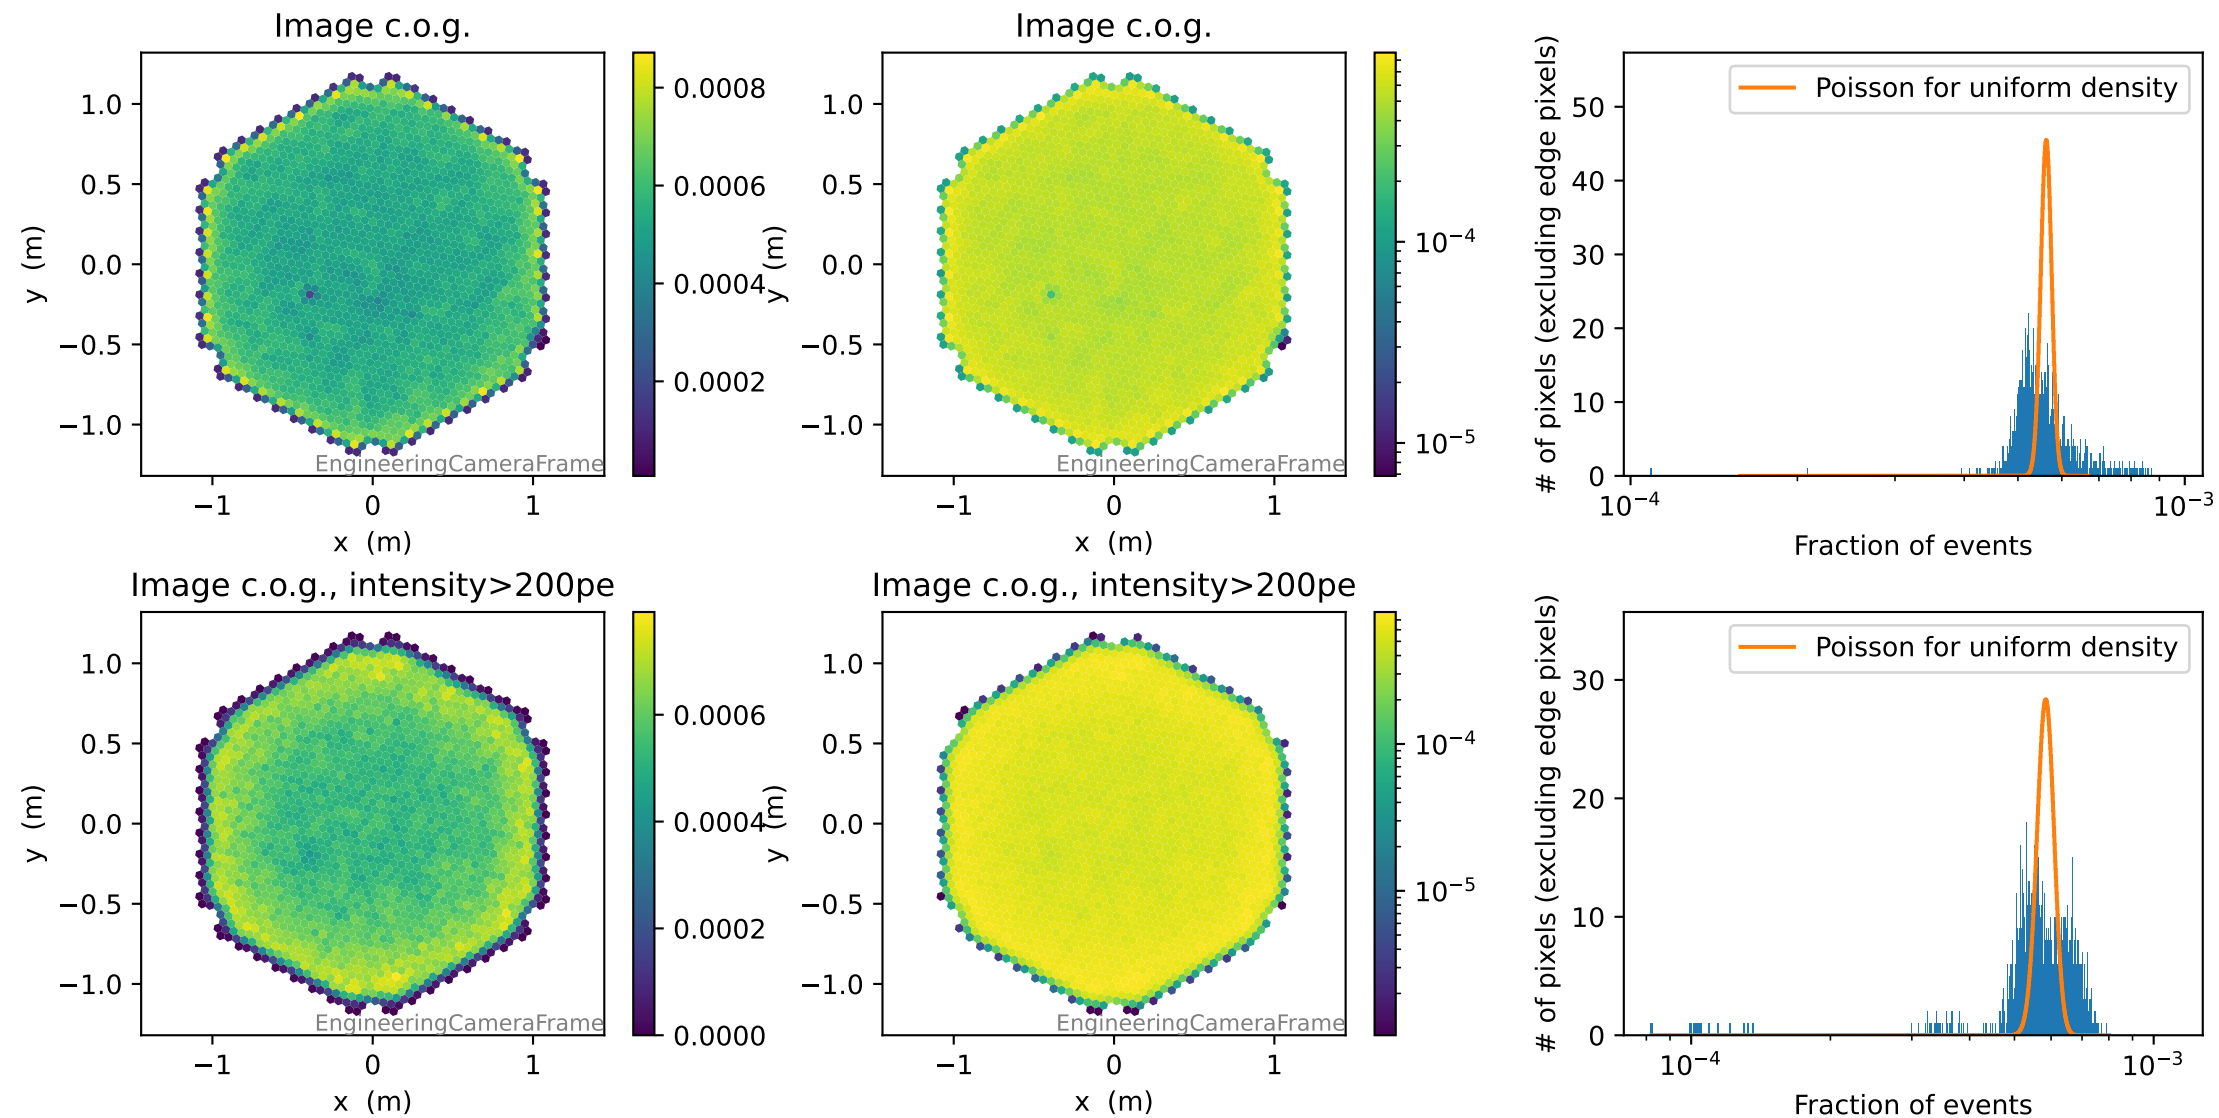 Image c.o.g.
y (m)
1.0
0.5
0.0
−0.5
−1.0
−1
0
1
x (m)
EngineeringCameraFrame
0.0008
0.0006
0.0004
0.0002
Image c.o.g.
y (m)
1.0
0.5
0.0
−0.5
−1.0
−1
0
1
x (m)
EngineeringCameraFrame
10⁻⁴
10⁻⁵
# of pixels (excluding edge pixels)
50
40
30
20
10
0
10⁻⁴
10⁻³
Fraction of events
Poisson for uniform density
Image c.o.g., intensity>200pe
y (m)
1.0
0.5
0.0
−0.5
−1.0
−1
0
1
x (m)
EngineeringCameraFrame
0.0006
0.0004
0.0002
0.0000
Image c.o.g., intensity>200pe
y (m)
1.0
0.5
0.0
−0.5
−1.0
−1
0
1
x (m)
EngineeringCameraFrame
10⁻⁴
10⁻⁵
# of pixels (excluding edge pixels)
30
20
10
0
10⁻⁴
10⁻³
Fraction of events
Poisson for uniform density